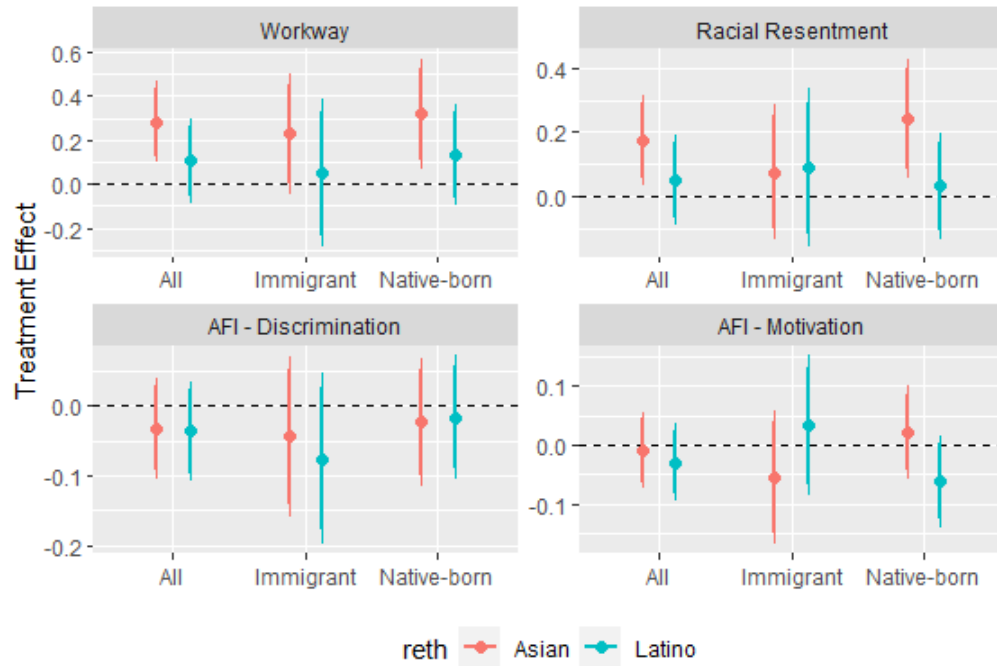 Treatment Effect
Workway
0.6
0.4
0.2
0.0
-0.2
All Immigrant Native-born
Racial Resentment
0.4
0.2
0.0
All Immigrant Native-born
AFI - Discrimination
0.0
-0.1
-0.2
All Immigrant Native-born
AFI - Motivation
0.1
0.0
-0.1
All Immigrant Native-born
reth Asian Latino